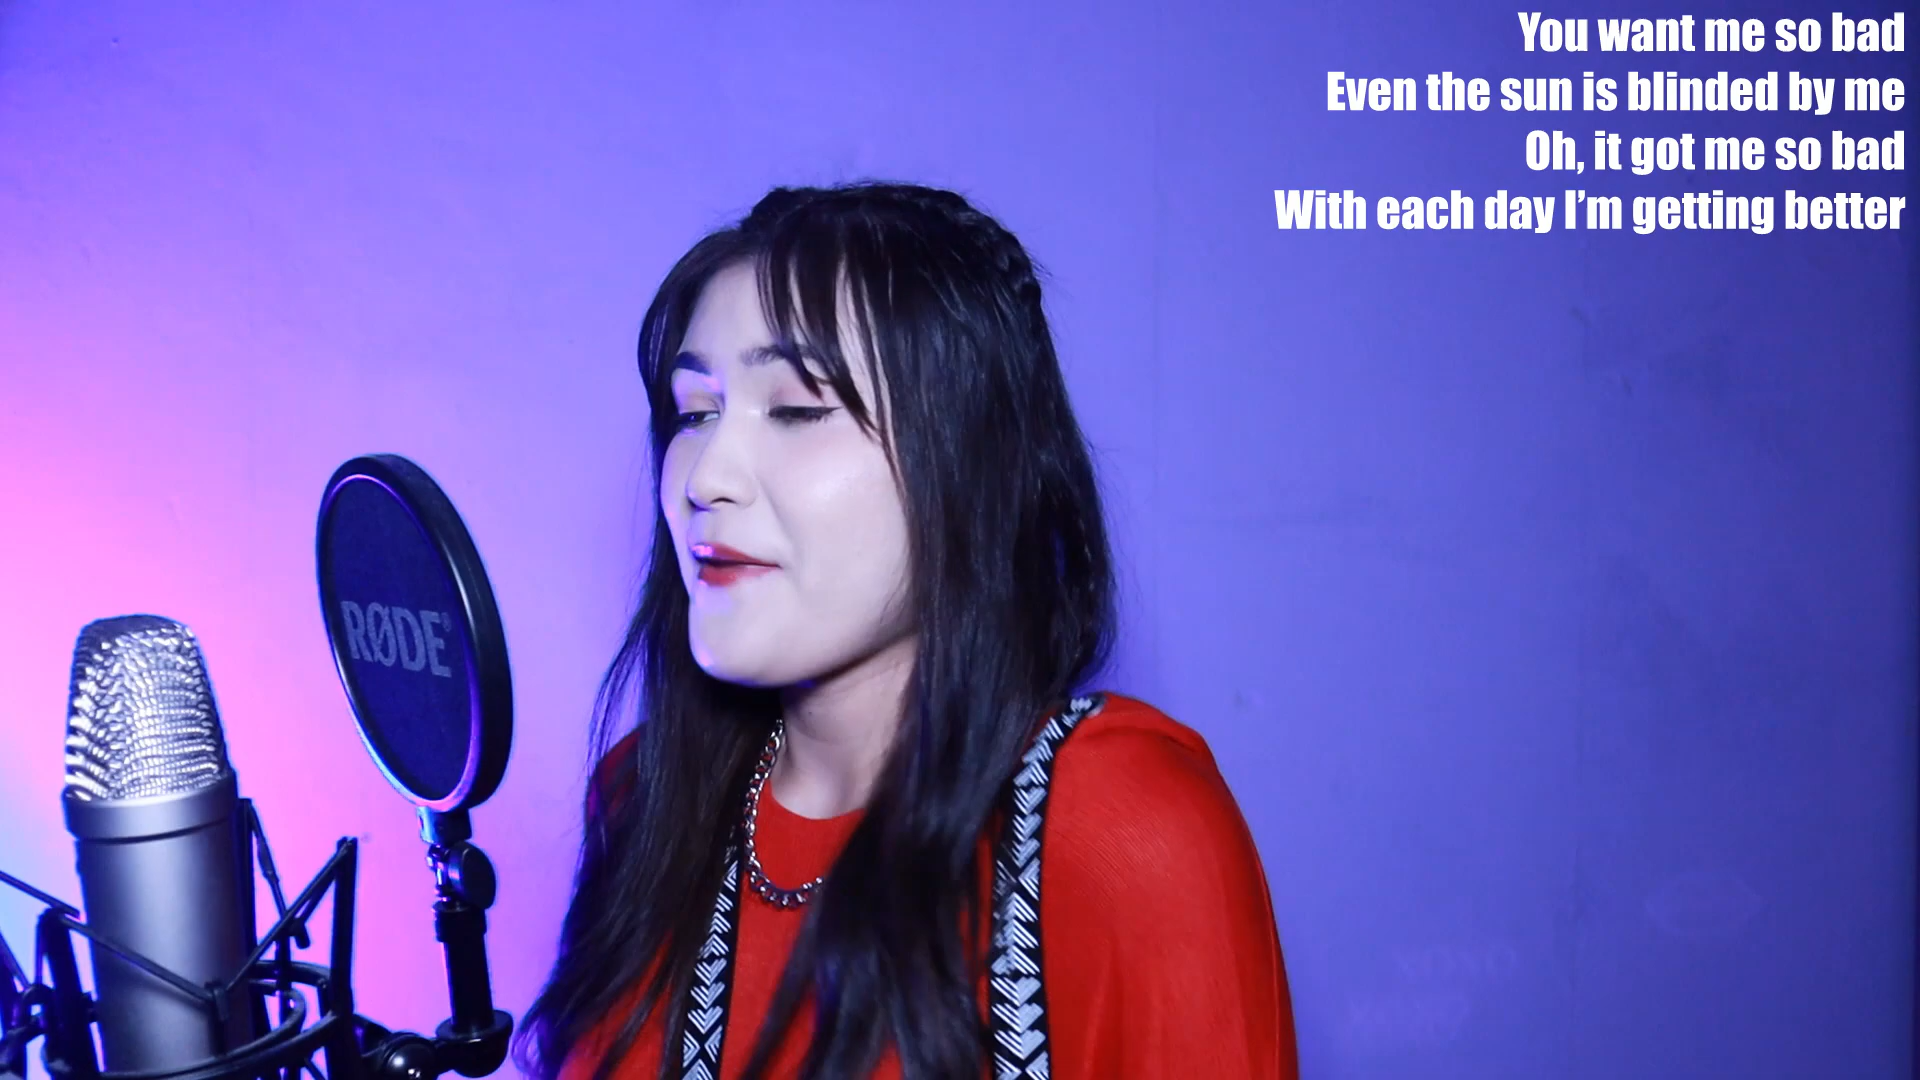 You want me so bad
Even the sun is blinded by me
Oh, it got me so bad
With each day I’m getting better
RØDE®